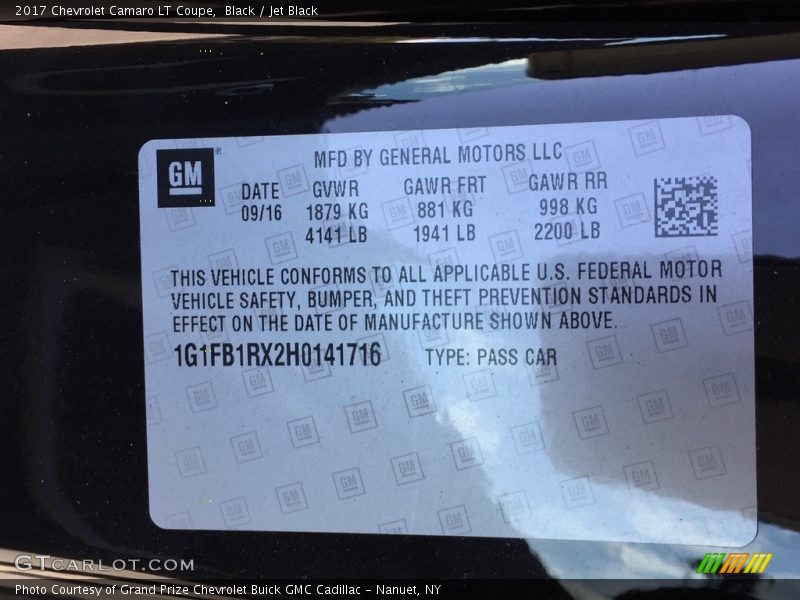 2017 Chevrolet Camaro LT Coupe,  Black / Jet Black
GM
MFD BY GENERAL MOTORS LLC
DATE GVWR GAWR FRT GAWR RR
09/16 1879 KG 881 KG 998 KG
4141 LB 1941 LB 2200 LB
THIS VEHICLE CONFORMS TO ALL APPLICABLE U.S. FEDERAL MOTOR
VEHICLE SAFETY, BUMPER, AND THEFT PREVENTION STANDARDS IN
EFFECT ON THE DATE OF MANUFACTURE SHOWN ABOVE.
1G1FB1RX2H0141716 TYPE: PASS CAR
GTCARLOT.COM
Photo Courtesy of Grand Prize Chevrolet Buick GMC Cadillac - Nanuet, NY